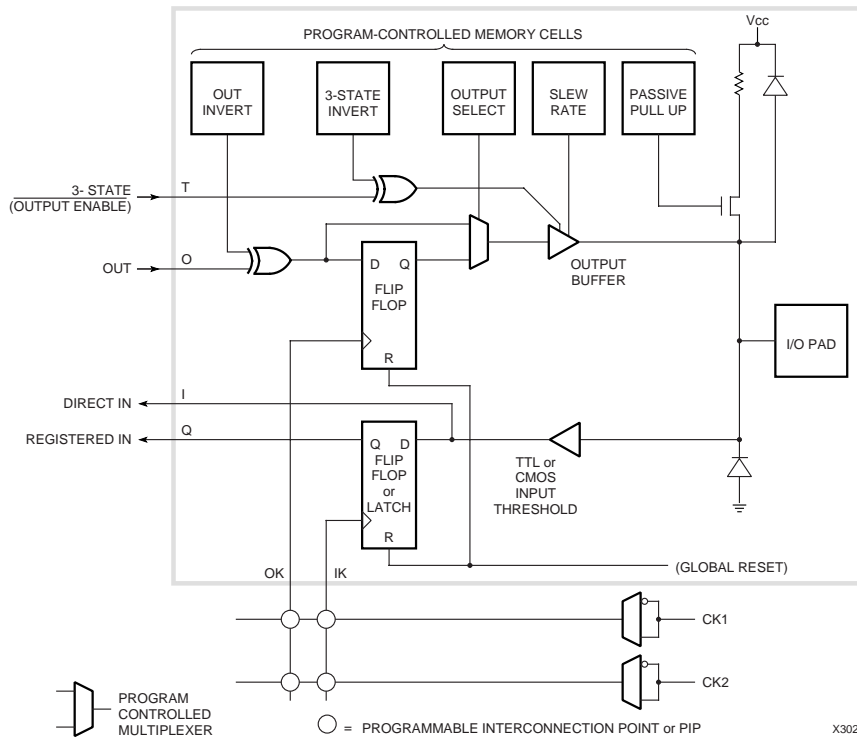 Vcc
PROGRAM-CONTROLLED MEMORY CELLS
OUT
INVERT
3-STATE
INVERT
OUTPUT
SELECT
SLEW
RATE
PASSIVE
PULL UP
3- STATE
(OUTPUT ENABLE)
T
OUT
O
D Q
FLIP
FLOP
R
OUTPUT
BUFFER
I/O PAD
DIRECT IN
I
REGISTERED IN
Q
Q D
FLIP
FLOP
or
LATCH
R
TTL or
CMOS
INPUT
THRESHOLD
OK
IK
(GLOBAL RESET)
CK1
CK2
PROGRAM
CONTROLLED
MULTIPLEXER
= PROGRAMMABLE INTERCONNECTION POINT or PIP
X302